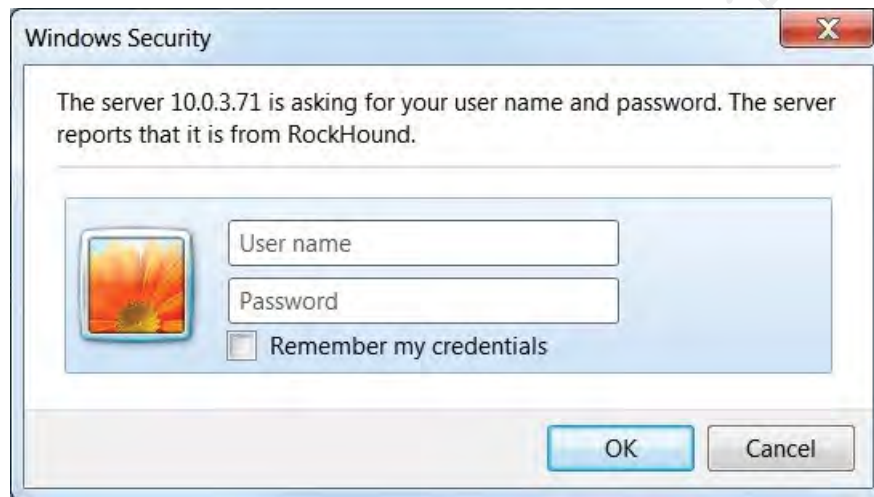 Windows Security
The server 10.0.3.71 is asking for your user name and password. The server
reports that it is from RockHound.
User name
Password
Remember my credentials
OK
Cancel